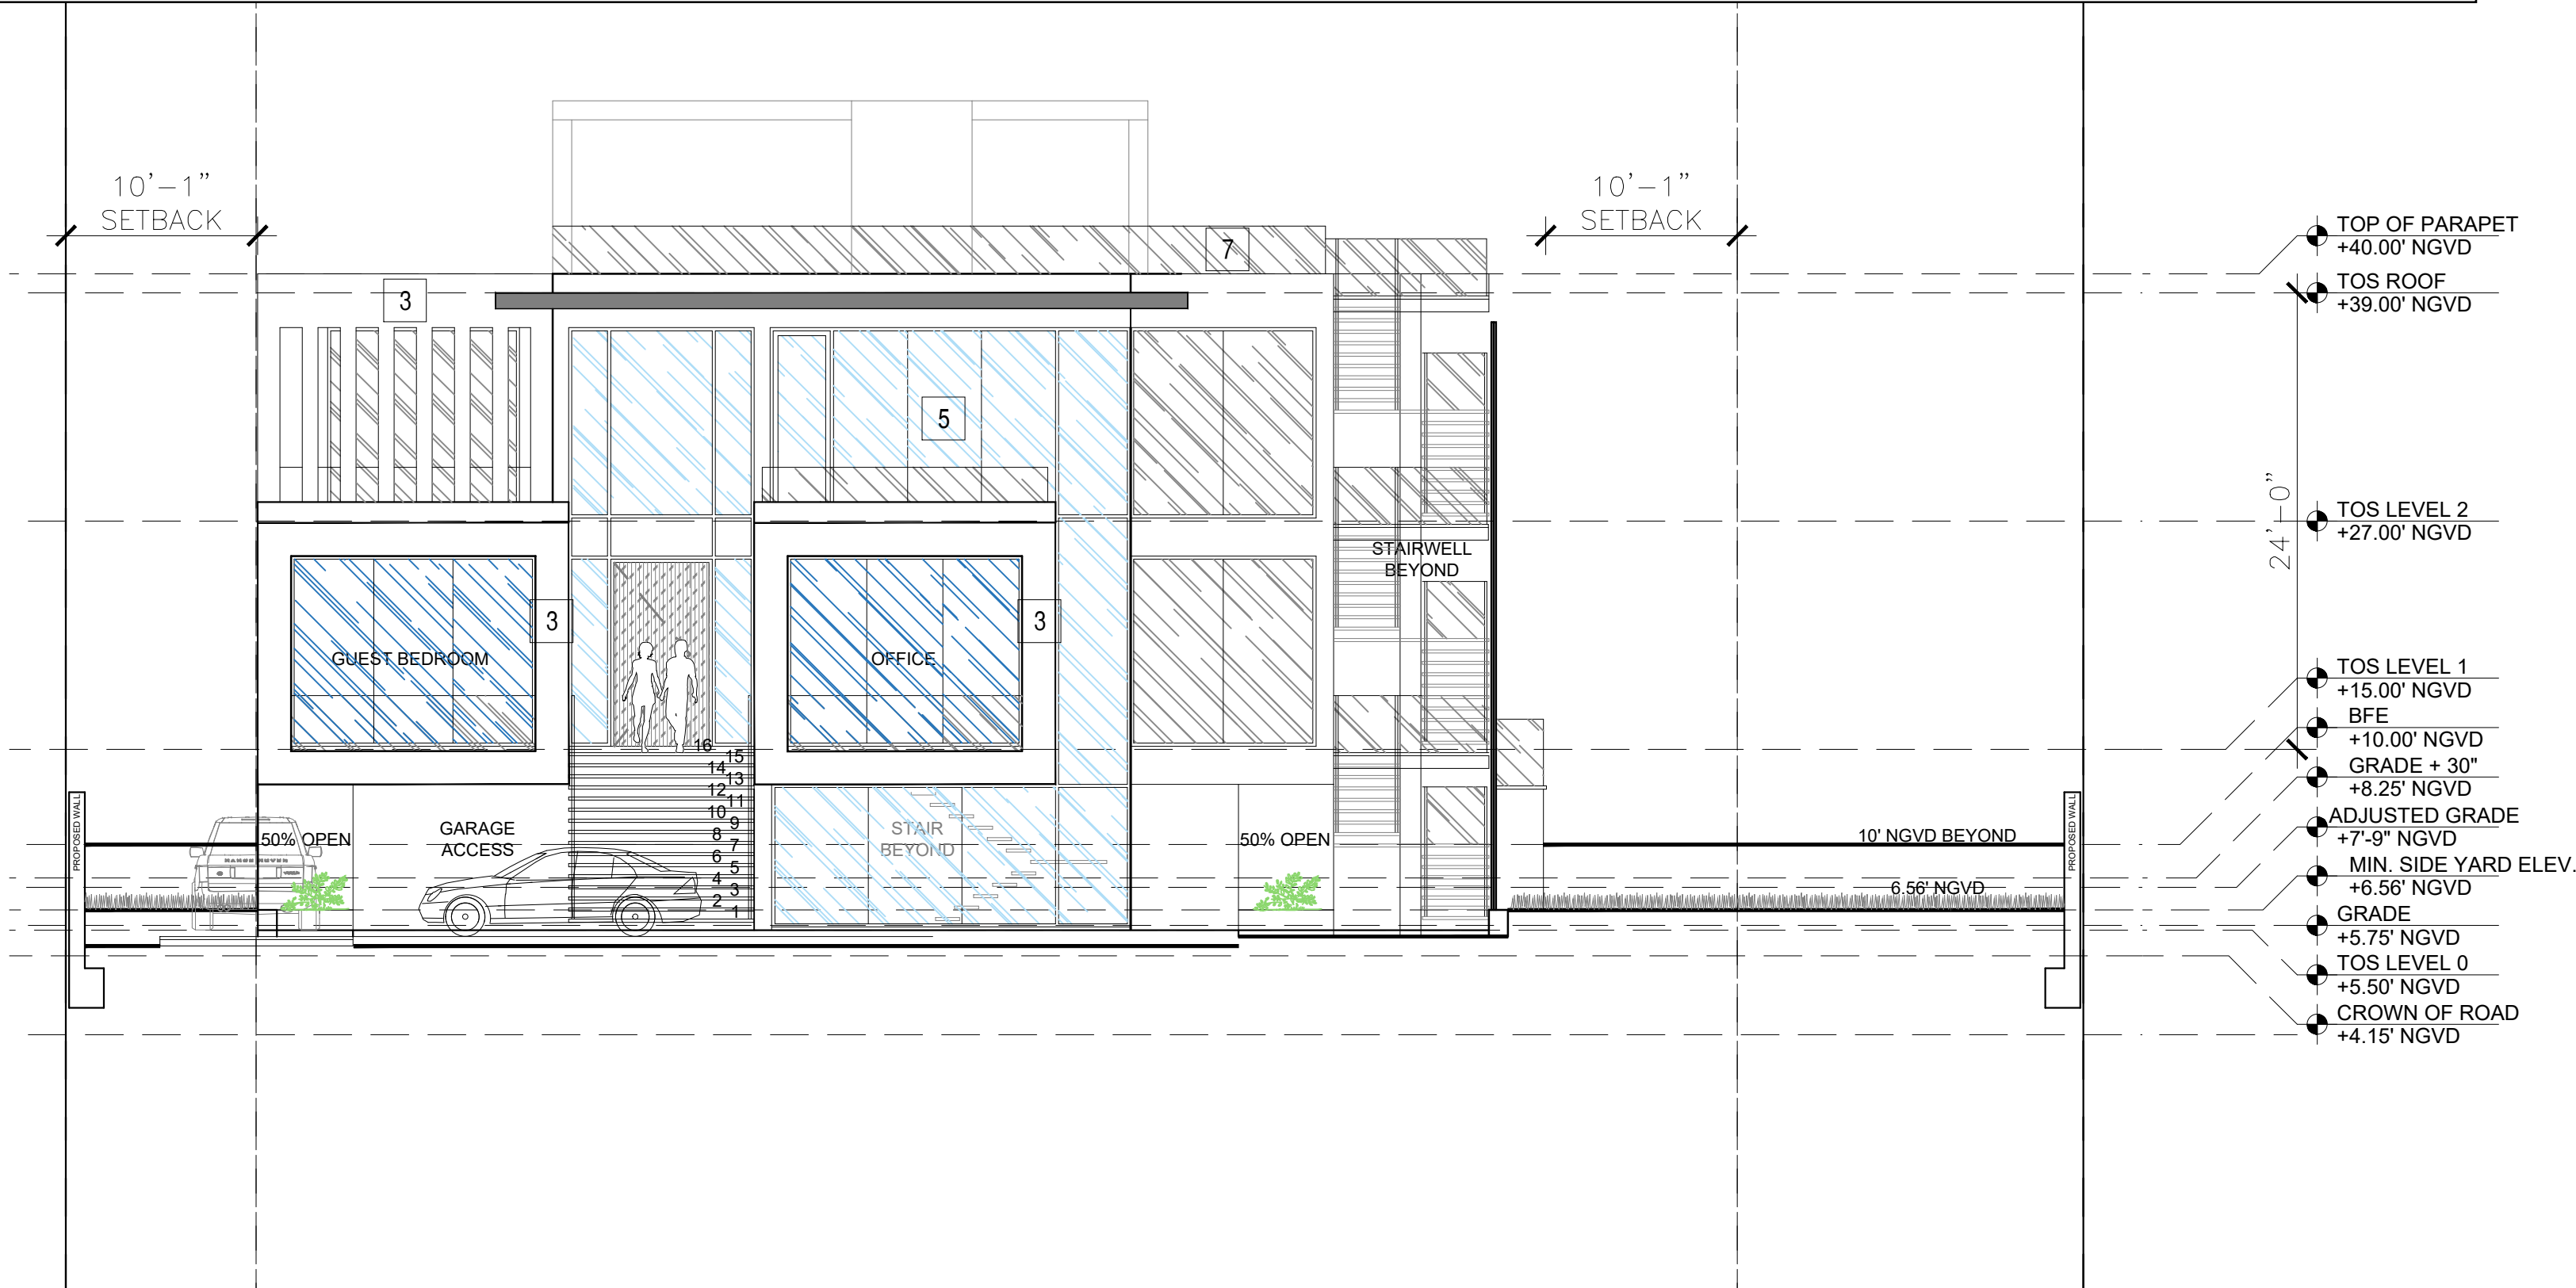 10'-1"
SETBACK
10'-1"
SETBACK
TOP OF PARAPET
+40.00' NGVD
7
TOS ROOF
+39.00' NGVD
3
5
24'-0"
TOS LEVEL 2
+27.00' NGVD
STAIRWELL
BEYOND
3
3
GUEST BEDROOM
OFFICE
TOS LEVEL 1
+15.00' NGVD
BFE
+10.00' NGVD
GRADE + 30"
+8.25' NGVD
ADJUSTED GRADE
+7'-9" NGVD
MIN. SIDE YARD ELEV.
+6.56' NGVD
GRADE
+5.75' NGVD
TOS LEVEL 0
+5.50' NGVD
CROWN OF ROAD
+4.15' NGVD
16
15
14
13
12
11
10
9
8
7
6
5
4
3
2
1
PROPOSED WALL
50% OPEN
RANGE ROVER
GARAGE
ACCESS
STAIR
BEYOND
50% OPEN
10' NGVD BEYOND
6.56' NGVD
PROPOSED WALL